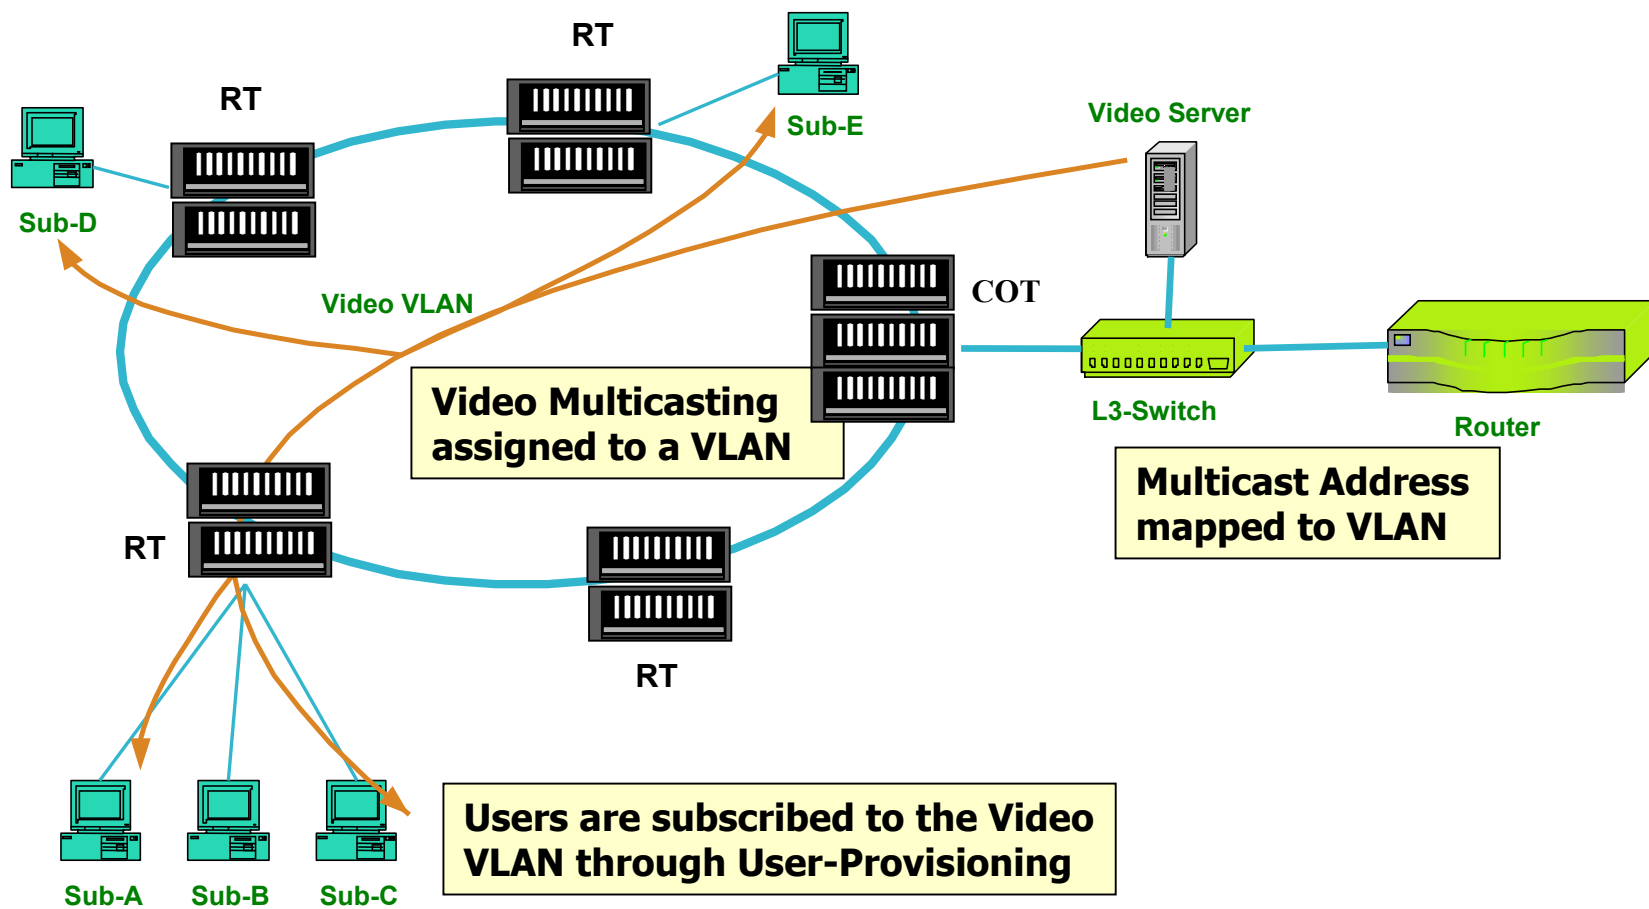 RT
RT
Sub-E
Video Server
Sub-D
Video VLAN
COT
Video Multicasting
assigned to a VLAN
L3-Switch
Router
Multicast Address
mapped to VLAN
RT
RT
Users are subscribed to the Video
VLAN through User-Provisioning
Sub-A
Sub-B
Sub-C